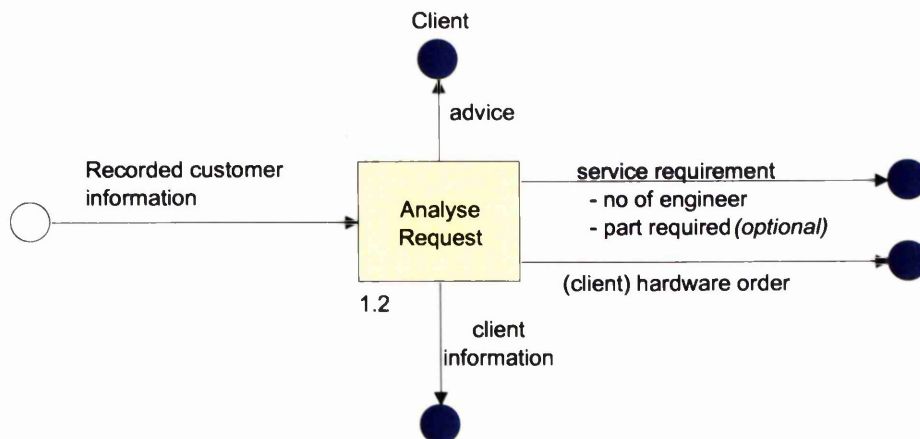 Client
advice
Recorded customer
information
service requirement
- no of engineer
- part required (optional)
Analyse
Request
(client) hardware order
1.2
client
information